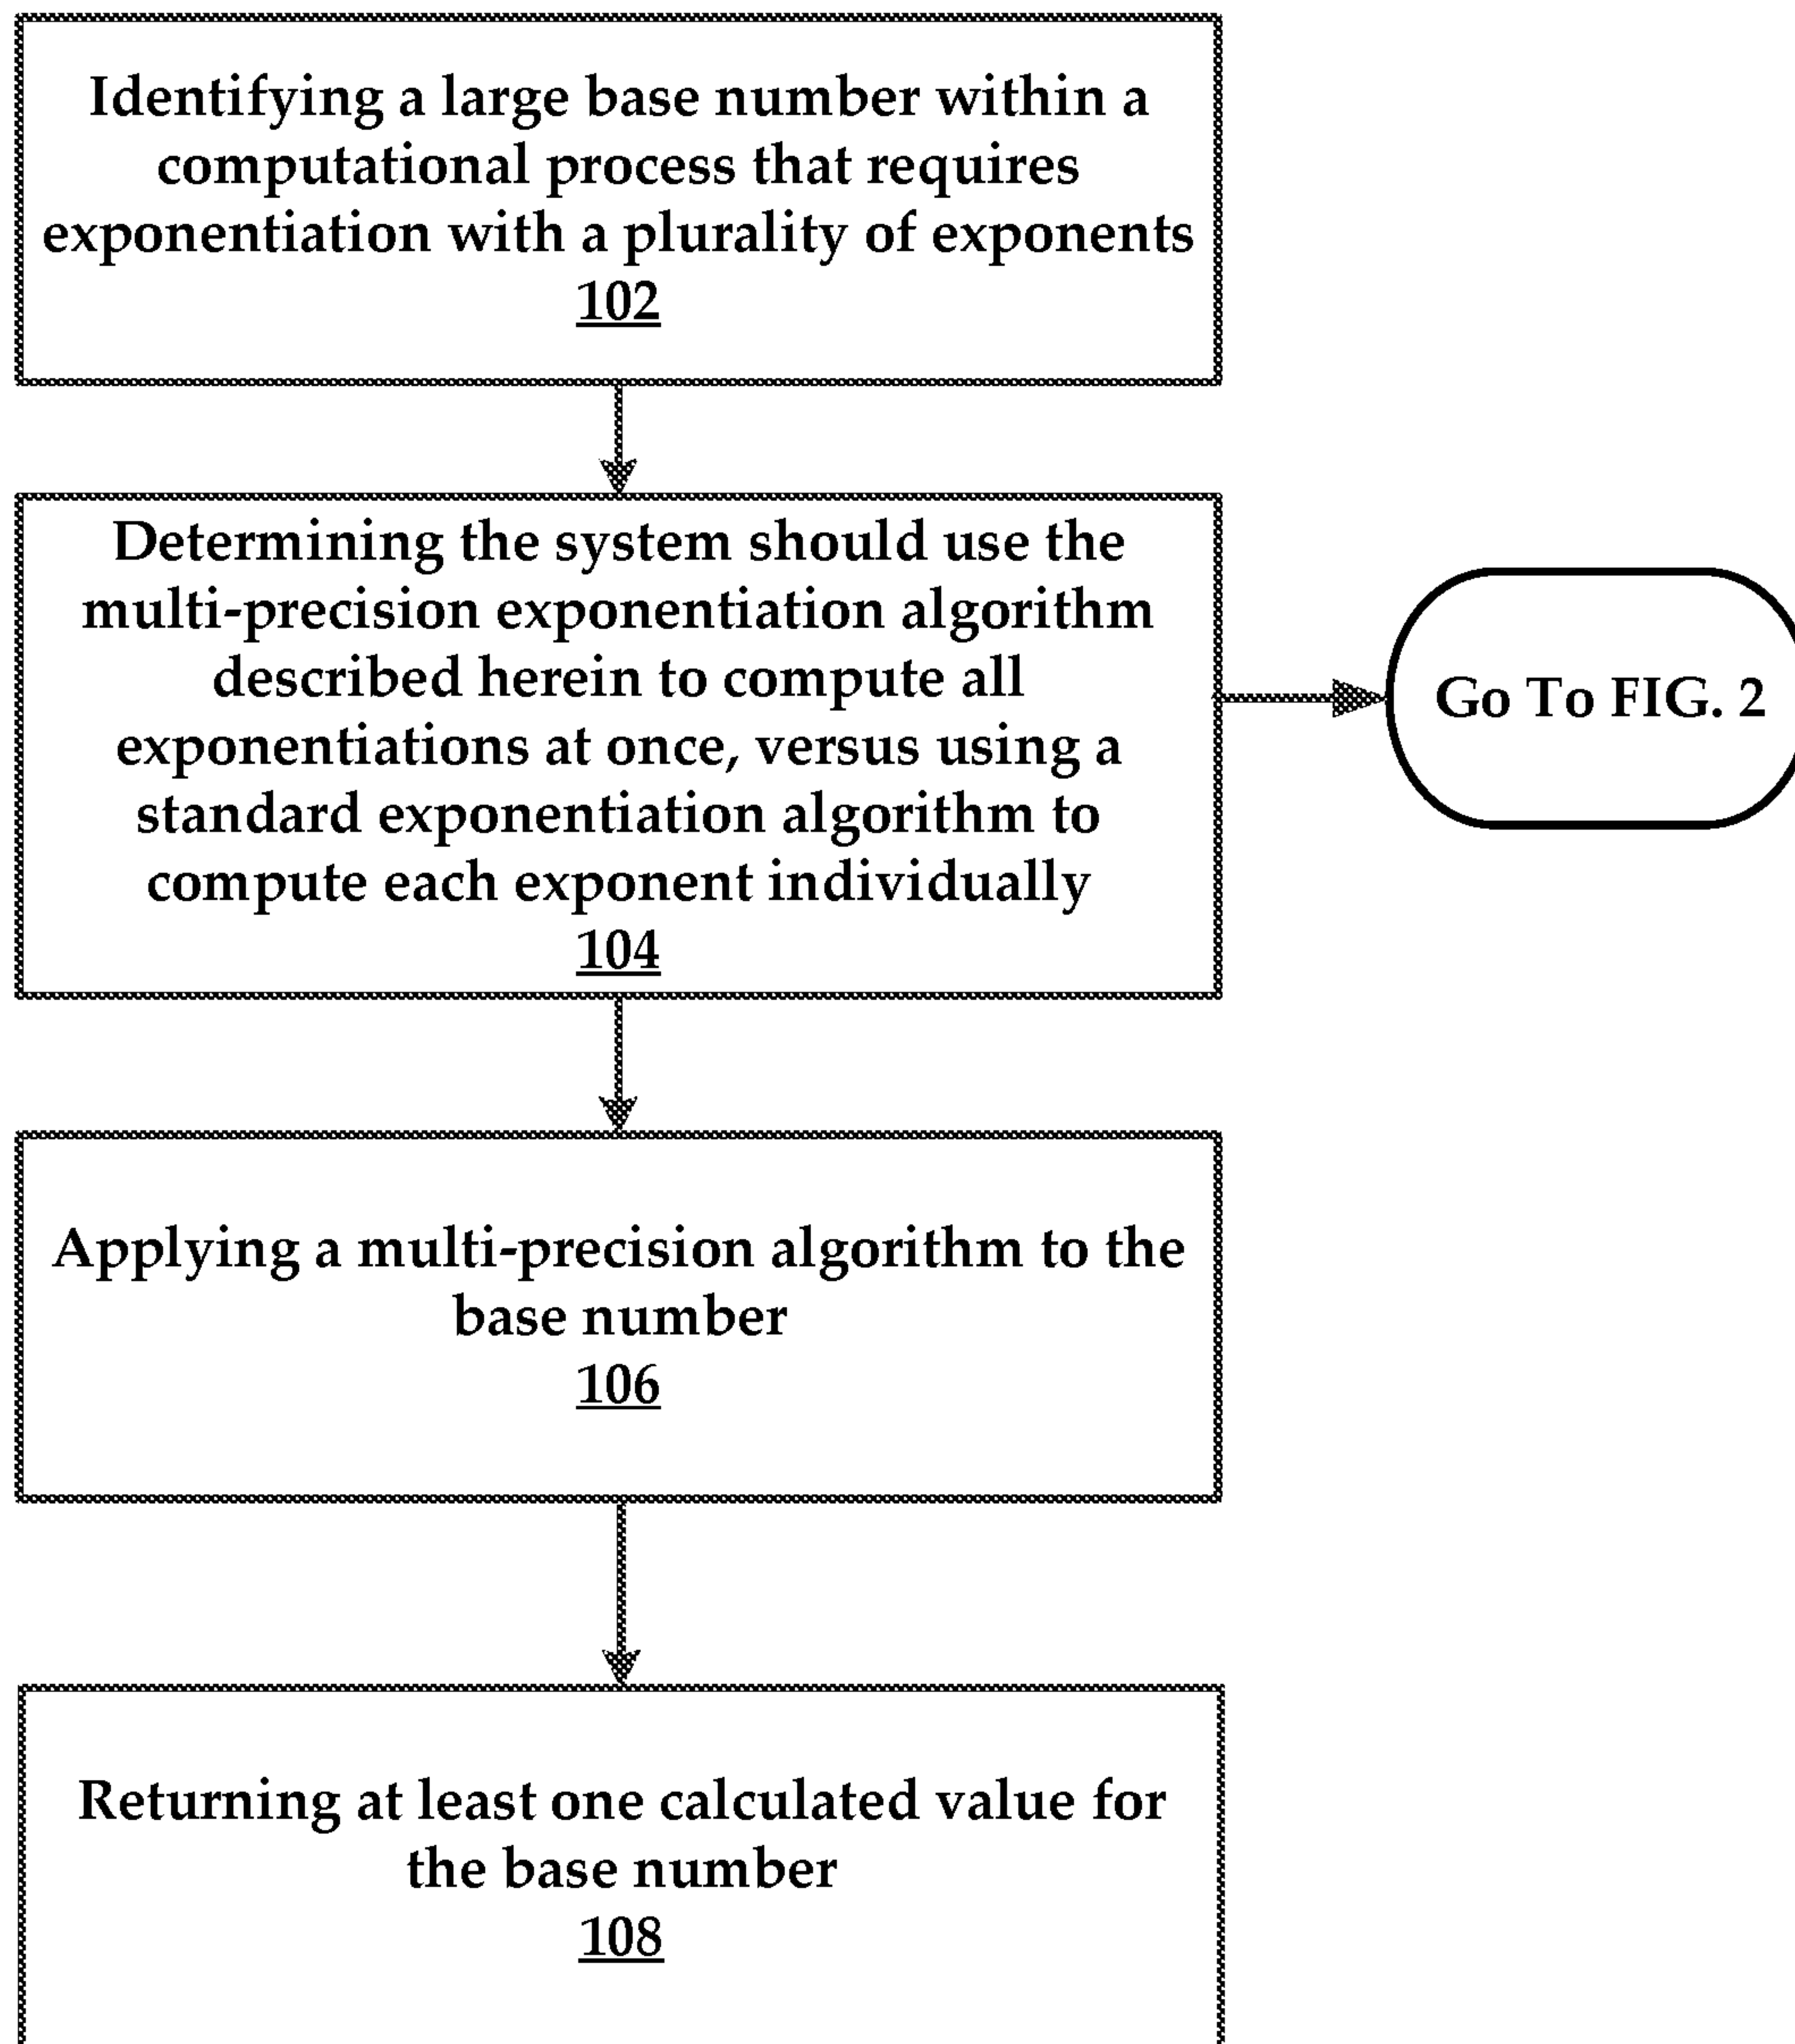 Identifying a large base number within a
computational process that requires
exponentiation with a plurality of exponents
102
Determining the system should use the
multi-precision exponentiation algorithm
described herein to compute all
exponentiations at once, versus using a
standard exponentiation algorithm to
compute each exponent individually
104
Go To FIG. 2
Applying a multi-precision algorithm to the
base number
106
Returning at least one calculated value for
the base number
108